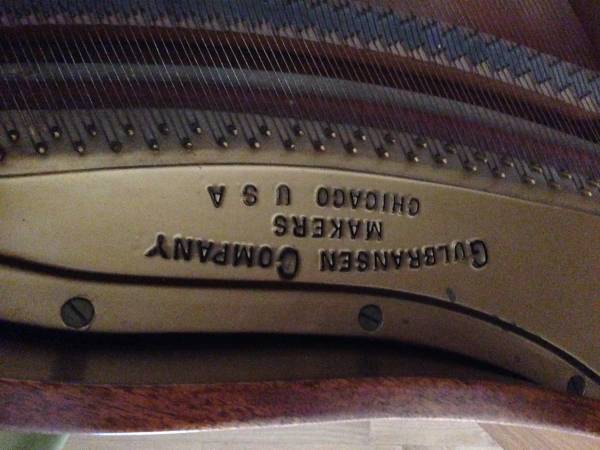 GULBRANSEN COMPANY
MAKERS
CHICAGO U S A